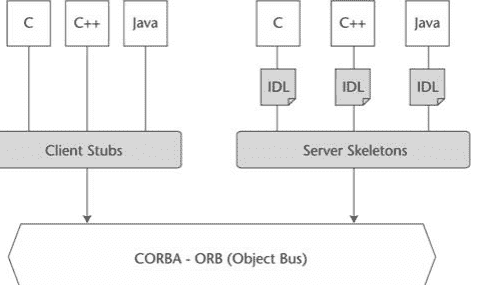 C C++ Java C C++ Java
IDL IDL IDL
Client Stubs Server Skeletons
CORBA - ORB (Object Bus)